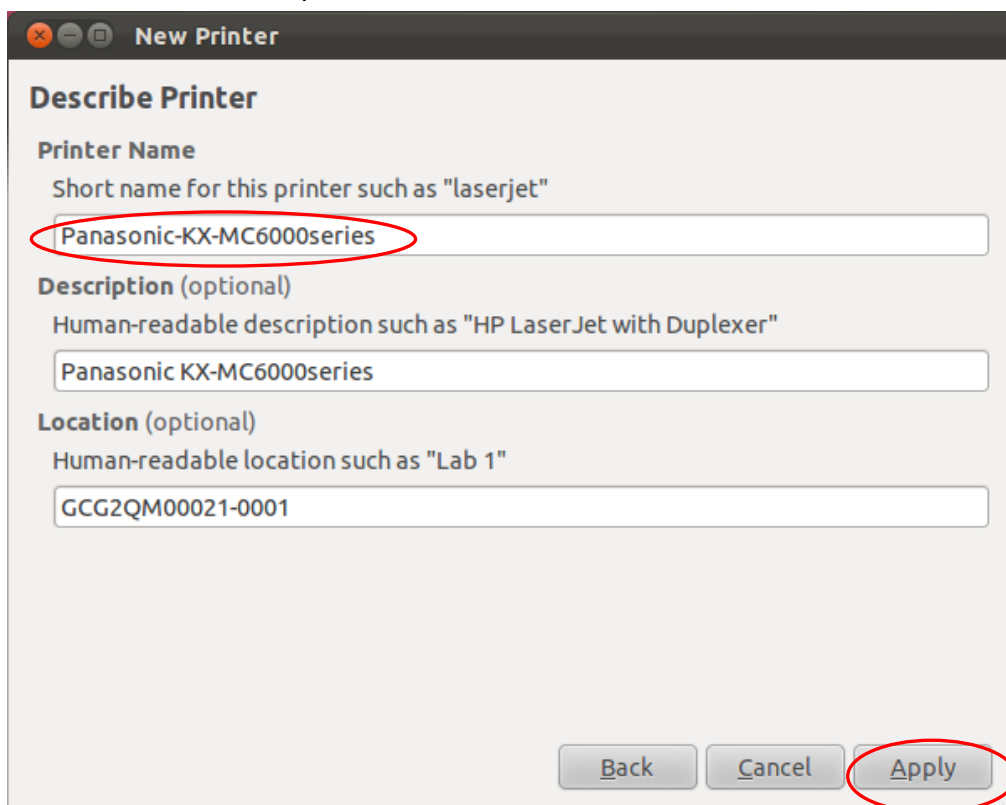 New Printer
Describe Printer
Printer Name
Short name for this printer such as "laserjet"
Panasonic-KX-MC6000series
Description (optional)
Human-readable description such as "HP LaserJet with Duplexer"
Panasonic KX-MC6000series
Location (optional)
Human-readable location such as "Lab 1"
GCG2QM00021-0001
Back Cancel Apply